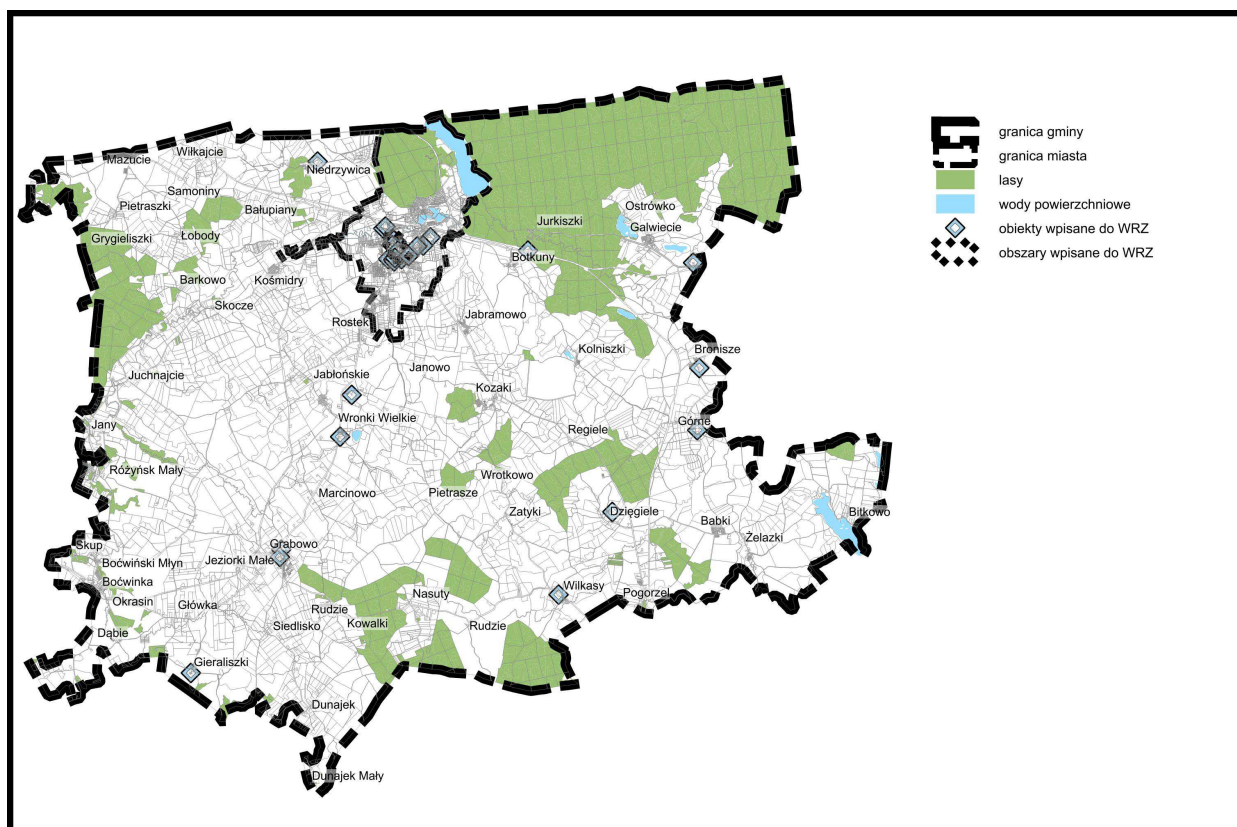 granica gminy
granica miasta
lasy
wody powierzchniowe
obiekty wpisane do WRZ
obszary wpisane do WRZ
Mazucie
Wiłkajcie
Niedrzywica
Samoniny
Pietraszki
Bałupiany
Ostrówko
Jurkiszki
Galwiecie
Grygieliszki
Łobody
Botkuny
Barkowo
Kośmidry
Skocze
Rostek
Jabramowo
Kolniszki
Bronisze
Juchnajcie
Jabłońskie
Janowo
Kozaki
Wronki Wielkie
Jany
Regiele
Górne
Różyńsk Mały
Marcinowo
Pietrasze
Wrotkowo
Zatyki
Dzięgiele
Babki
Bitkowo
Żelazki
Skup
Grabowo
Jeziorki Małe
Boćwiński Młyn
Boćwinka
Okrasin
Główka
Rudzie
Nasuty
Wilkasy
Pogorzel
Siedlisko
Kowalki
Rudzie
Dąbie
Gieraliszki
Dunajek
Dunajek Mały